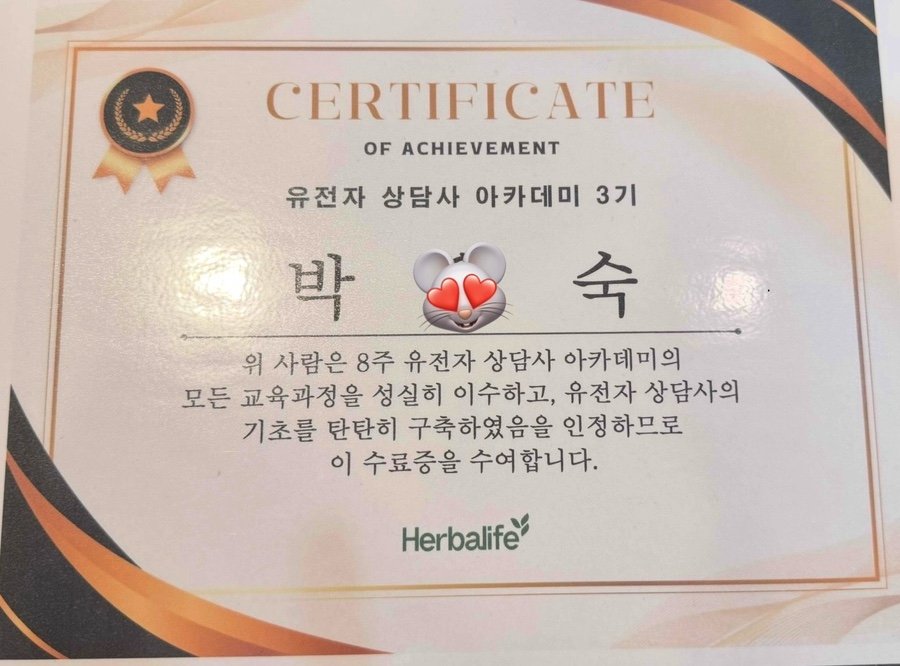 CERTIFICATE
OF ACHIEVEMENT
유전자 상담사 아카데미 3기
박 숙
위 사람은 8주 유전자 상담사 아카데미의
모든 교육과정을 성실히 이수하고, 유전자 상담사의
기초를 탄탄히 구축하였음을 인정하므로
이 수료증을 수여합니다.
Herbalife